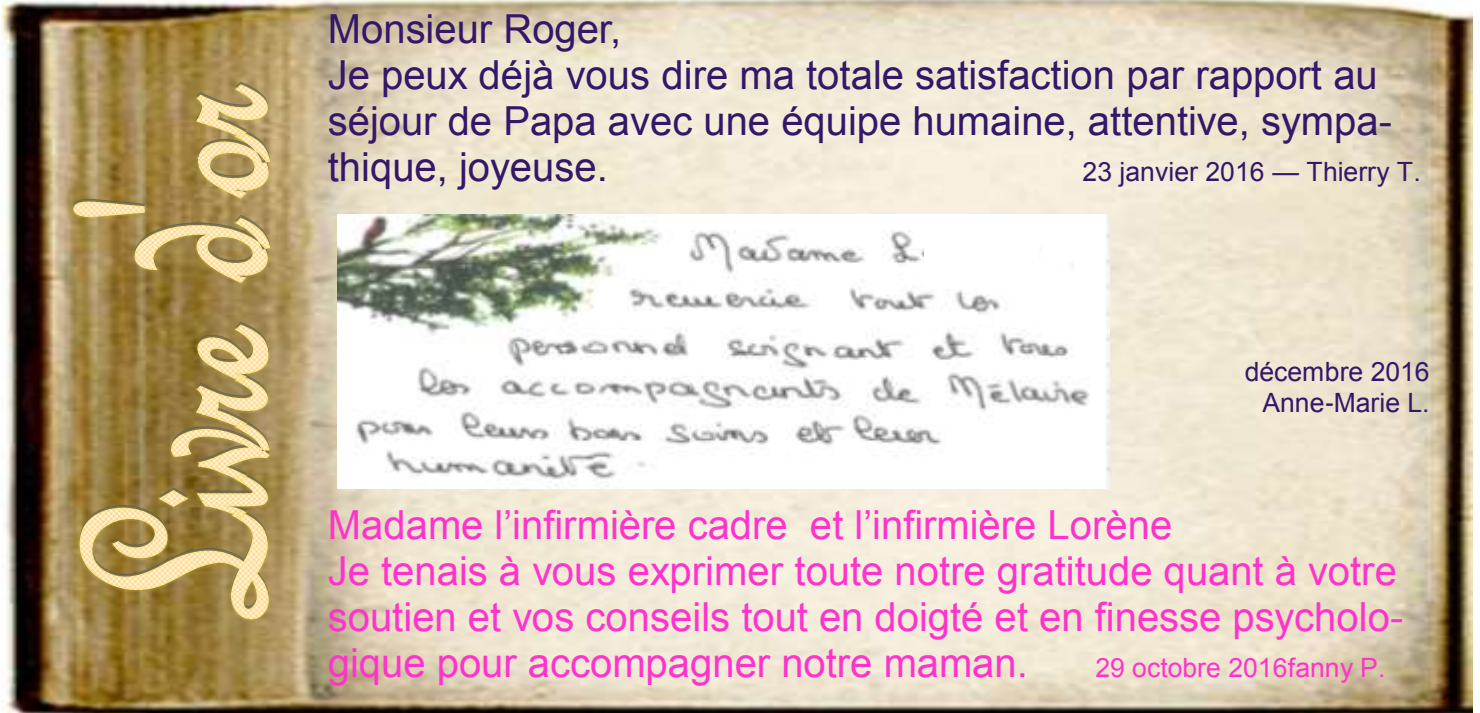 Livre d'or
Monsieur Roger,
Je peux déjà vous dire ma totale satisfaction par rapport au
séjour de Papa avec une équipe humaine, attentive, sympa-
thique, joyeuse.
23 janvier 2016 — Thierry T.
Madame L.
remercie tout les
personnel soignant et tous
les accompagnants de
pour leurs bons soins et leur
humanité.
décembre 2016
Anne-Marie L.
Madame l’infirmière cadre et l’infirmière Lorène
Je tenais à vous exprimer toute notre gratitude quant à votre
soutien et vos conseils tout en doigté et en finesse psycholo-
gique pour accompagner notre maman.
29 octobre 2016fanny P.